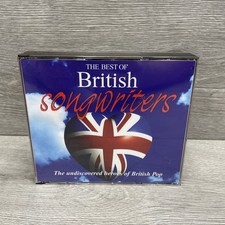 THE BEST OF
British
songwriters
The undiscovered heroes of British Pop